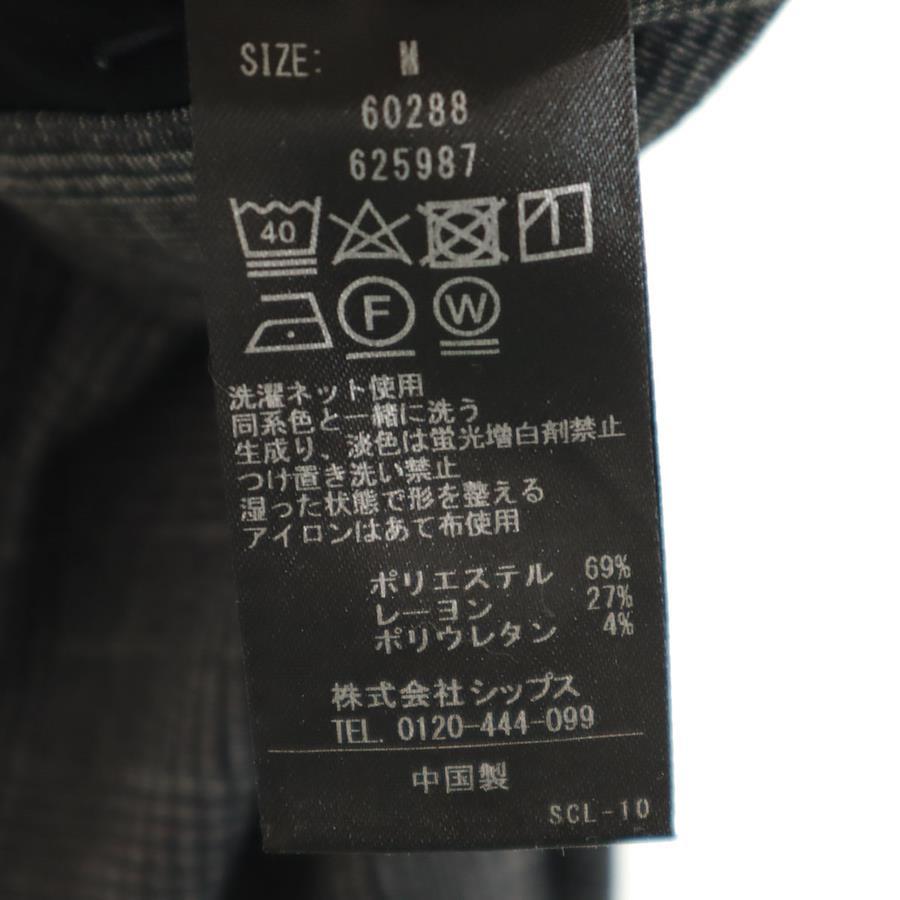 SIZE: M
60288
625987
40
F W
洗濯ネット使用
同系色と一緒に洗う
生成り、淡色は蛍光増白剤禁止
つけ置き洗い禁止
湿った状態で形を整える
アイロンはあて布使用
ポリエステル 69%
レーヨン 27%
ポリウレタン 4%
株式会社シップス
TEL. 0120-444-099
中国製
SCL-10